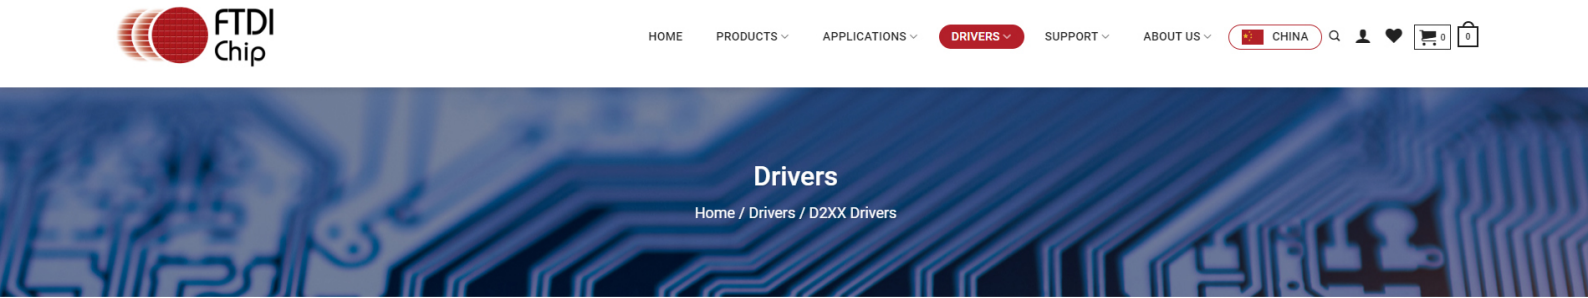 FTDI
Chip
HOME PRODUCTS APPLICATIONS DRIVERS SUPPORT ABOUT US CHINA 0 0
Drivers
Home / Drivers / D2XX Drivers